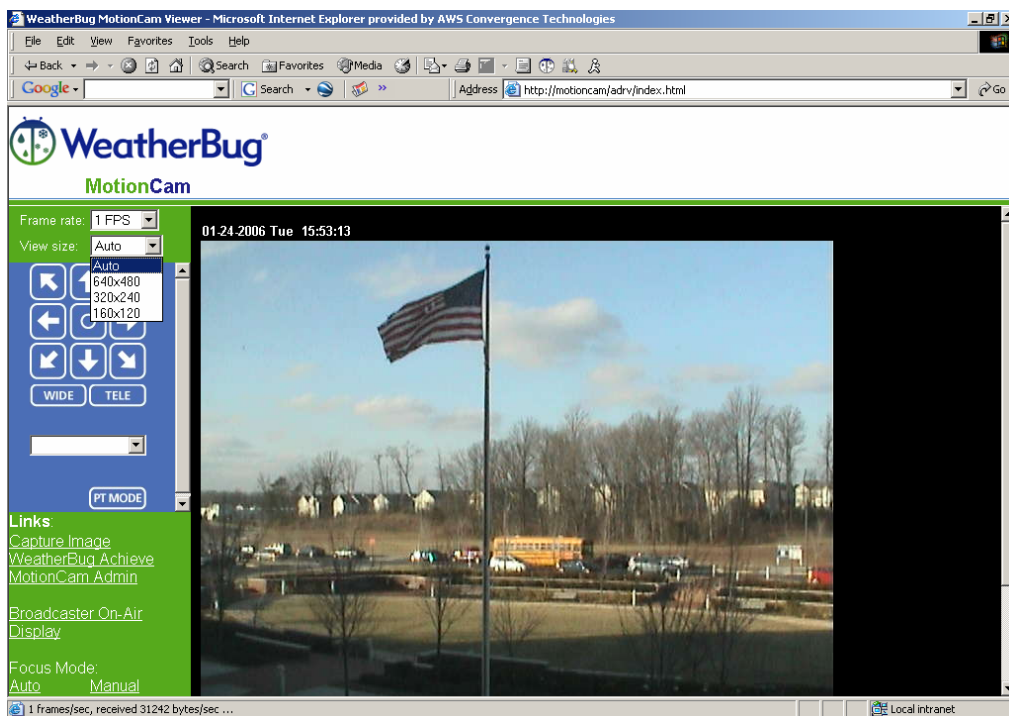 WeatherBug MotionCam Viewer - Microsoft Internet Explorer provided by AWS Convergence Technologies
File Edit View Favorites Tools Help
Back Search Favorites Media
Google Search » Address http://motioncam/adrv/index.html Go
WeatherBug®
MotionCam
Frame rate: 1 FPS
01-24-2006 Tue 15:53:13
View size: Auto
Auto
640x480
320x240
160x120
WIDE TELE
PT MODE
Links:
Capture Image
WeatherBug Achieve
MotionCam Admin
Broadcaster On-Air
Display
Focus Mode:
Auto Manual
1 frames/sec, received 31242 bytes/sec ... Local intranet